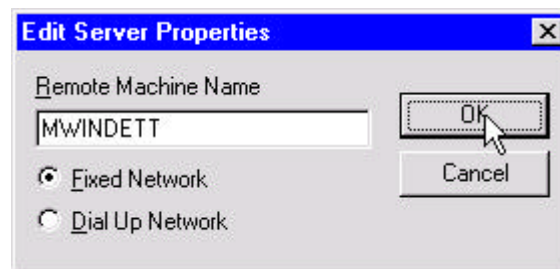 Edit Server Properties
Remote Machine Name
MWINDETT
OK
Fixed Network
Cancel
Dial Up Network